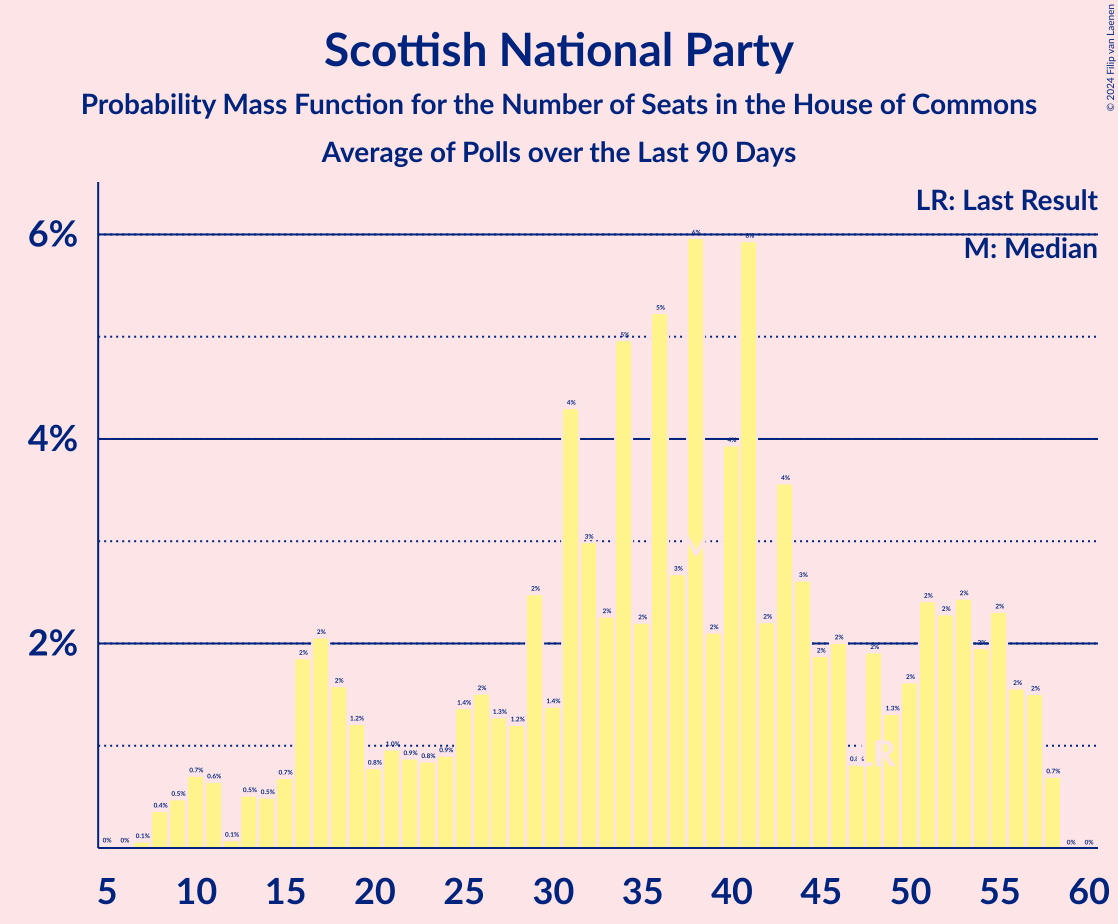 Scottish National Party
Probability Mass Function for the Number of Seats in the House of Commons
Average of Polls over the Last 90 Days
© 2024 Filip van Laenen
LR: Last Result
M: Median
6%
4%
2%
0% 0% 0.1% 0.4% 0.5% 0.7% 0.6% 0.1% 0.5% 0.5% 0.7% 2% 2% 2% 1.2% 0.8% 1.0% 0.9% 0.8% 0.9% 1.4% 2% 1.3% 1.2% 2% 1.4% 4% 3% 2% 5% 2% 5% 3% 6% 2% 4% 6% 2% 4% 3% 2% 2% 0.8% 2% 1.3% 2% 2% 2% 2% 2% 2% 2% 2% 0.7% 0% 0%
M
LR
5 10 15 20 25 30 35 40 45 50 55 60